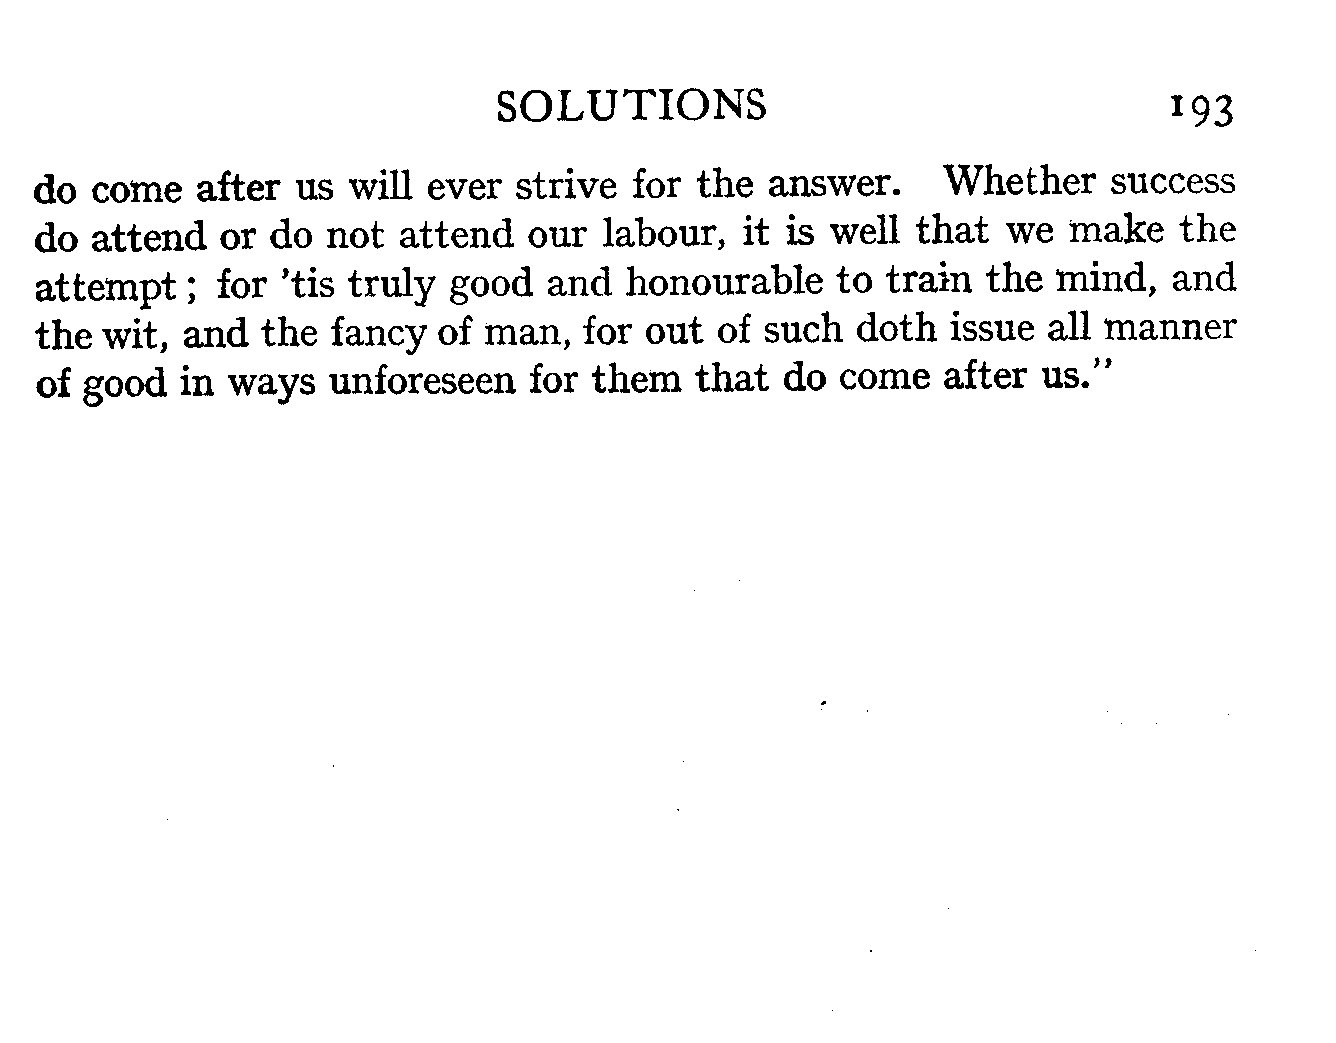 SOLUTIONS 193
do come after us will ever strive for the answer. Whether success
do attend or do not attend our labour, it is well that we make the
attempt; for 'tis truly good and honourable to train the mind, and
the wit, and the fancy of man, for out of such doth issue all manner
of good in ways unforeseen for them that do come after us."